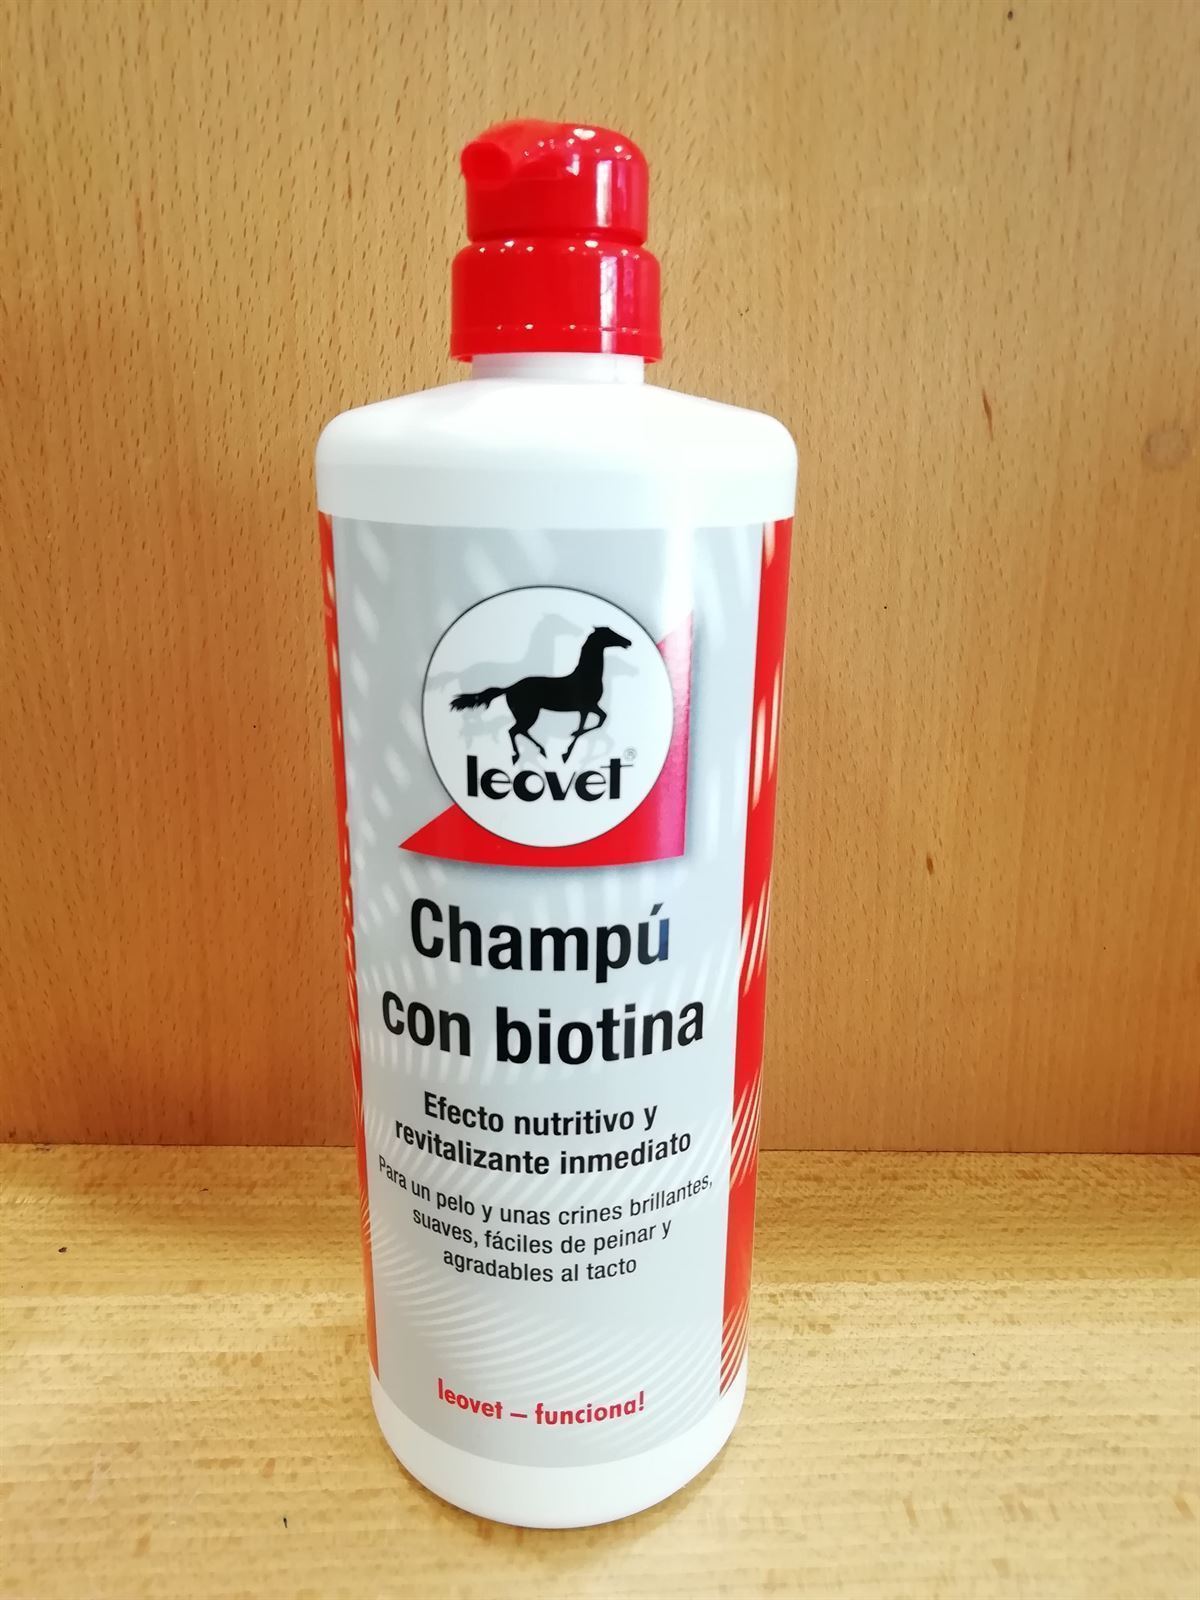 leovet®
Champú
con biotina
Efecto nutritivo y
revitalizante inmediato
Para un pelo y unas crines brillantes,
suaves, fáciles de peinar y
agradables al tacto
leovet – funciona!